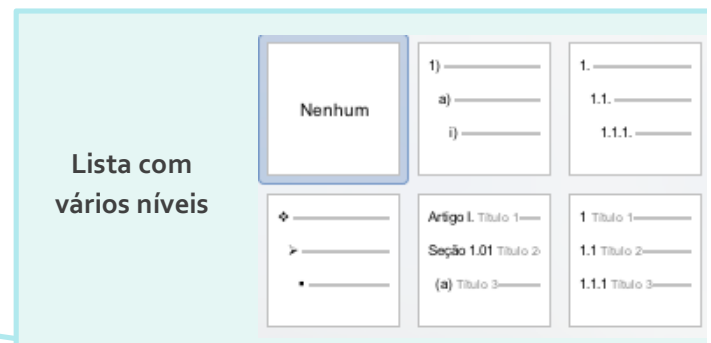 Lista com
vários níveis
Nenhum
1)
a)
i)
1.
1.1.
1.1.1.
Artigo I. Título 1
Seção 1.01 Título 2
(a) Título 3
1 Título 1
1.1 Título 2
1.1.1 Título 3